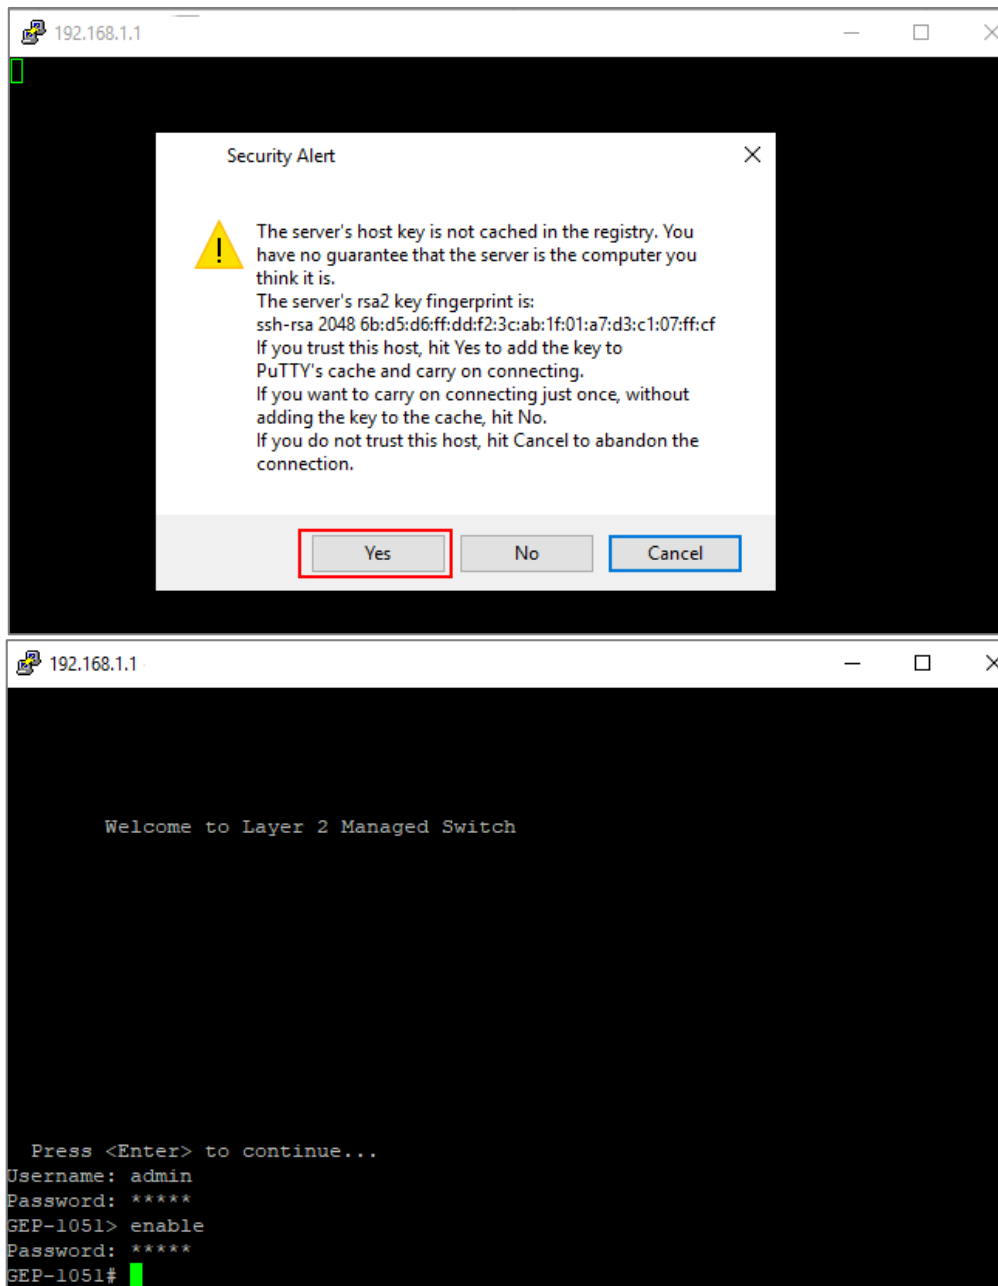 192.168.1.1
Security Alert
The server's host key is not cached in the registry. You
have no guarantee that the server is the computer you
think it is.
The server's rsa2 key fingerprint is:
ssh-rsa 2048 6b:d5:d6:ff:dd:f2:3c:ab:1f:01:a7:d3:c1:07:ff:cf
If you trust this host, hit Yes to add the key to
PuTTY's cache and carry on connecting.
If you want to carry on connecting just once, without
adding the key to the cache, hit No.
If you do not trust this host, hit Cancel to abandon the
connection.
Yes No Cancel
192.168.1.1
Welcome to Layer 2 Managed Switch
Press <Enter> to continue...
Username: admin
Password: *****
GEP-1051> enable
Password: *****
GEP-1051#